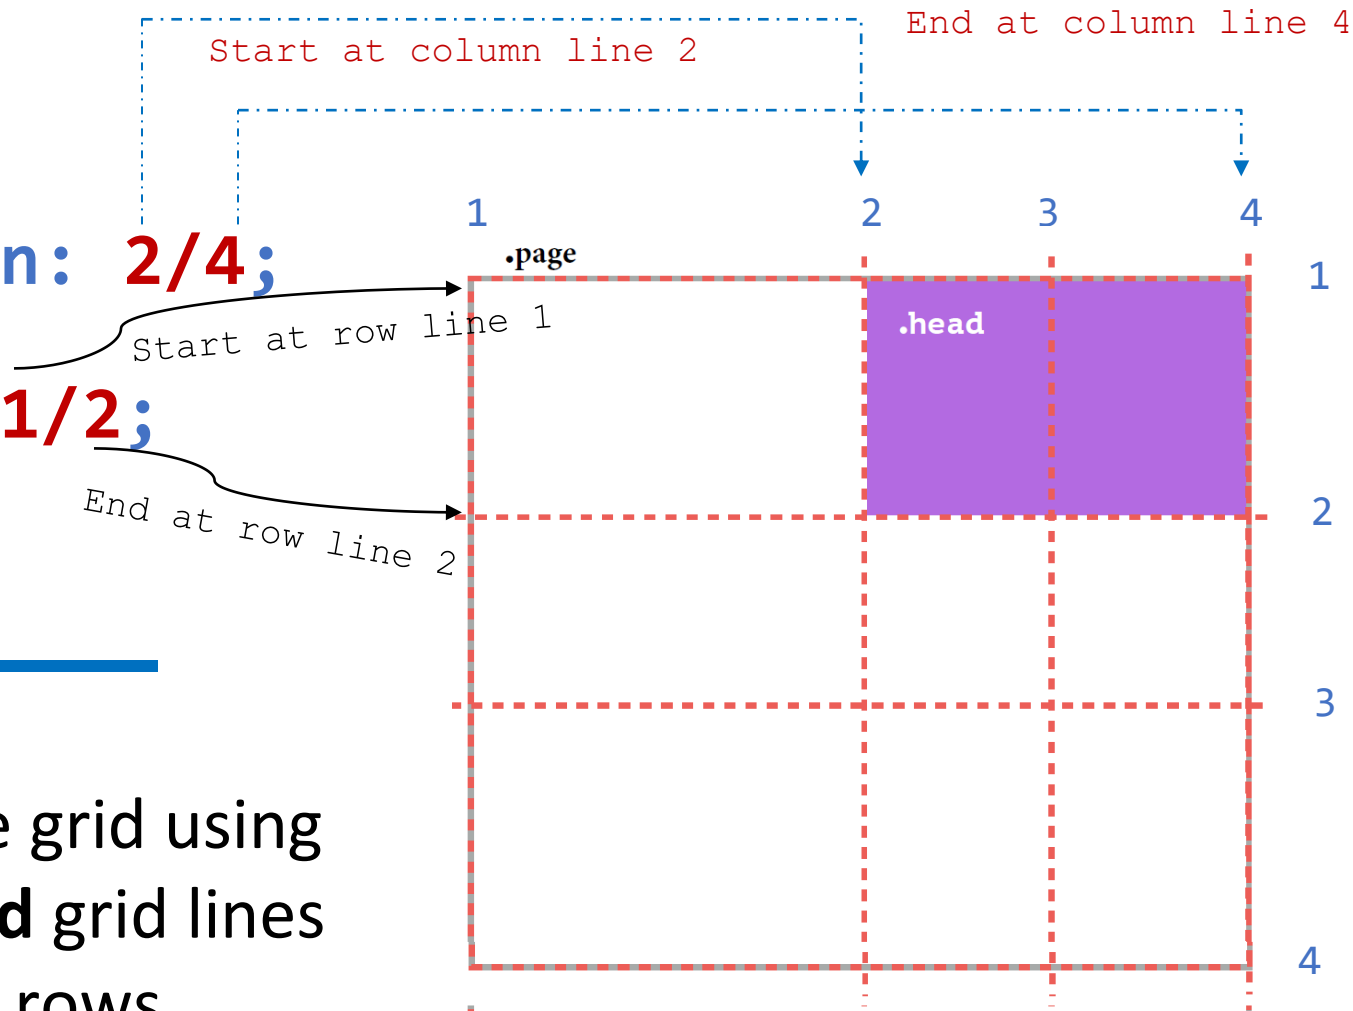 End at column line 4
Start at column line 2
1 2 3 4
n: 2/4;
.page
1
.head
Start at row line 1
1/2;
End at row line 2
2
3
e grid using
d grid lines
4
rows